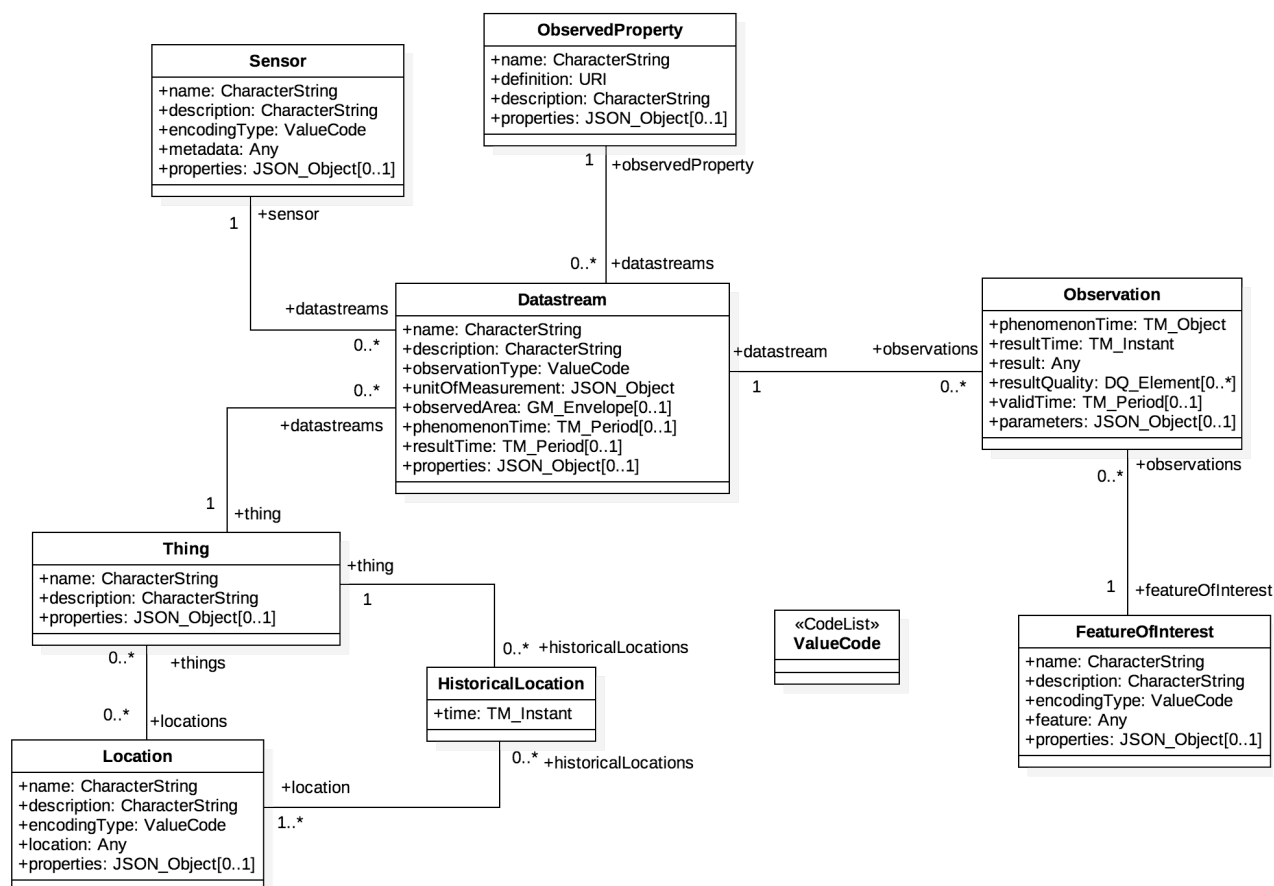 ObservedProperty
+name: CharacterString
+definition: URI
+description: CharacterString
+properties: JSON_Object[0..1]
Sensor
+name: CharacterString
+description: CharacterString
+encodingType: ValueCode
+metadata: Any
+properties: JSON_Object[0..1]
1
+observedProperty
1
+sensor
0..*
+datastreams
Datastream
+name: CharacterString
+description: CharacterString
+observationType: ValueCode
+unitOfMeasurement: JSON_Object
+observedArea: GM_Envelope[0..1]
+phenomenonTime: TM_Period[0..1]
+resultTime: TM_Period[0..1]
+properties: JSON_Object[0..1]
+datastreams
0..*
0..*
+datastreams
+datastream
1
+observations
0..*
Observation
+phenomenonTime: TM_Object
+resultTime: TM_Instant
+result: Any
+resultQuality: DQ_Element[0..*]
+validTime: TM_Period[0..1]
+parameters: JSON_Object[0..1]
0..*
+observations
1
+thing
Thing
+name: CharacterString
+description: CharacterString
+properties: JSON_Object[0..1]
+thing
1
1
+featureOfInterest
«CodeList»
ValueCode
FeatureOfInterest
+name: CharacterString
+description: CharacterString
+encodingType: ValueCode
+feature: Any
+properties: JSON_Object[0..1]
0..*
+things
0..*
+historicalLocations
HistoricalLocation
+time: TM_Instant
0..*
+locations
0..*
+historicalLocations
Location
+name: CharacterString
+description: CharacterString
+encodingType: ValueCode
+location: Any
+properties: JSON_Object[0..1]
+location
1..*